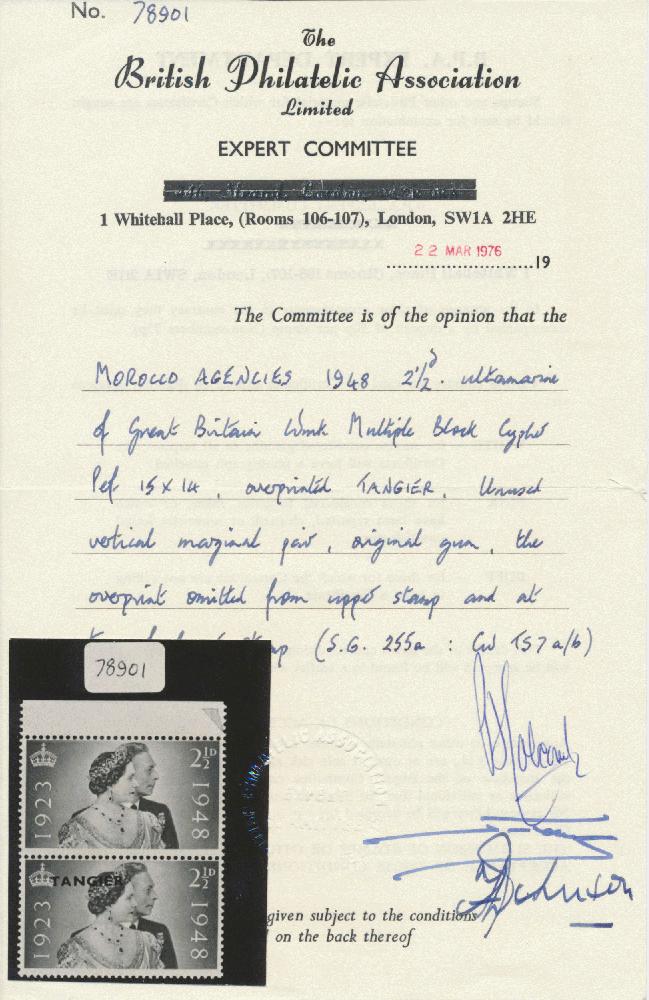 No. 78901
The
British Philatelic Association
Limited
EXPERT COMMITTEE
1 Whitehall Place, (Rooms 106-107), London, SW1A 2HE
22 MAR 1976
19
The Committee is of the opinion that the
MOROCCO AGENCIES 1948 2½d. ultramarine
of Great Britain Wmk Multiple Block Cypher
Perf 15 x 14, overprinted TANGIER, Unused
vertical marginal pair, original gum, the
overprint omitted from upper stamp and at
(S.G. 255a : CW T57 a/b)
78901
1923
2½D
1948
TANGIER
1923
2½D
1948
given subject to the conditions
on the back thereof